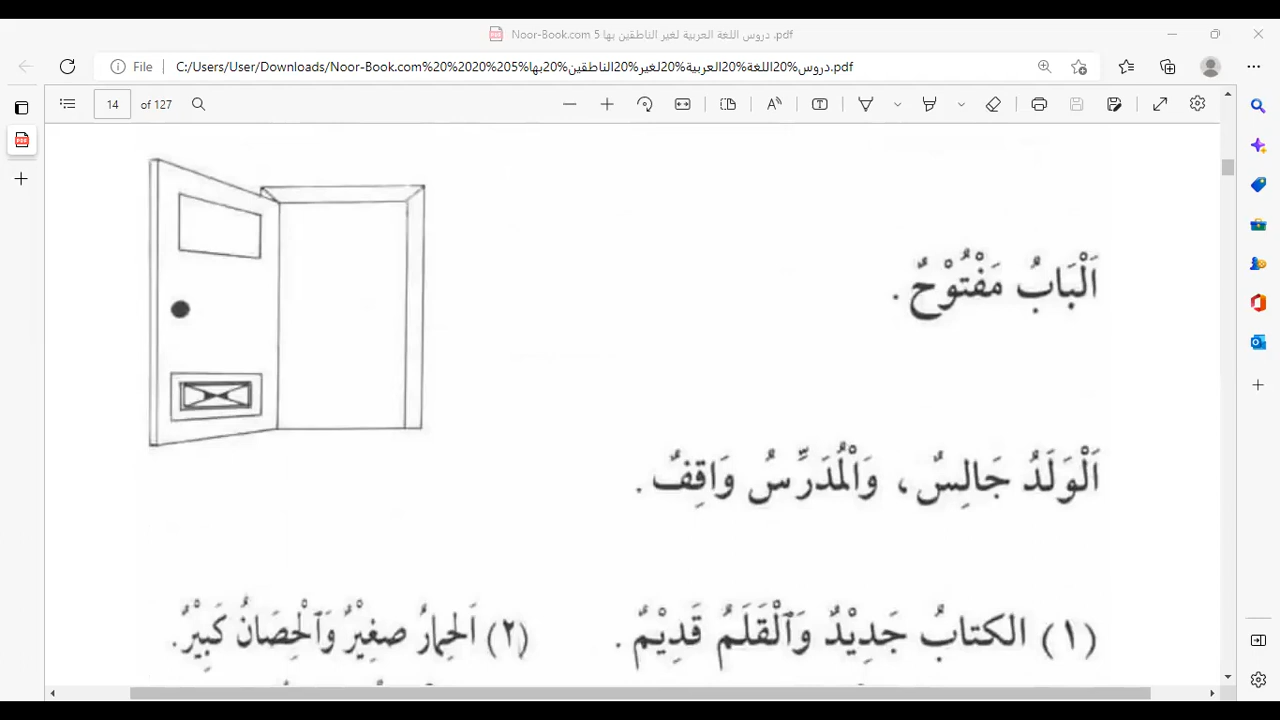 Noor-Book.com 5 دروس اللغة العربية لغير الناطقين بها.pdf
File C:/Users/User/Downloads/Noor-Book.com%20%20%205%20دروس%20اللغة%20العربية%20لغير%20الناطقين%20بها.pdf
14 of 127
اَلْبَابُ مَفْتُوْحٌ .
اَلْوَلَدُ جَالِسٌ، وَالْمُدَرِّسُ وَاقِفٌ .
(١) الكتابُ جَدِيْدٌ وَالْقَلَمُ قَدِيْمٌ .
(٢) اَلحِمارُ صغِيْرٌ وَالْحِصَانُ كَبِيْرٌ.